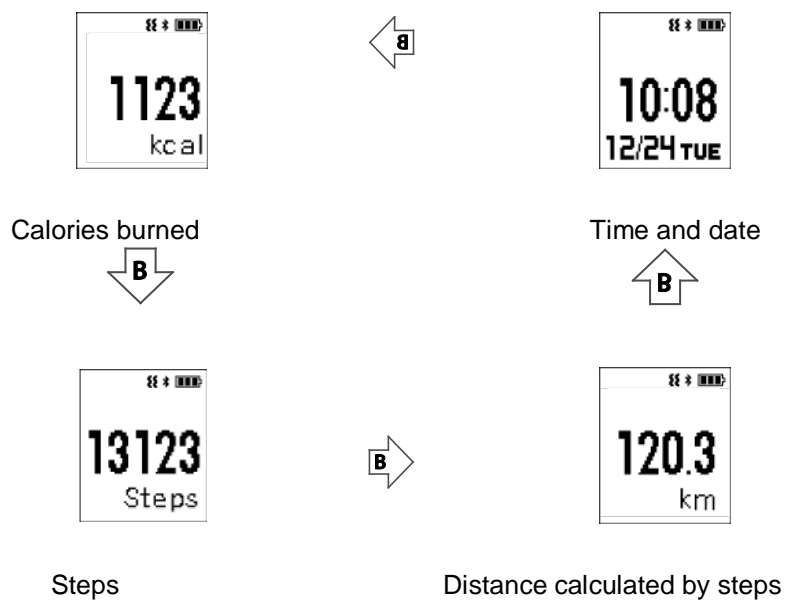 1123
kcal
B
10:08
12/24 TUE
Calories burned
Time and date
B
B
13123
Steps
B
120.3
km
Steps
Distance calculated by steps